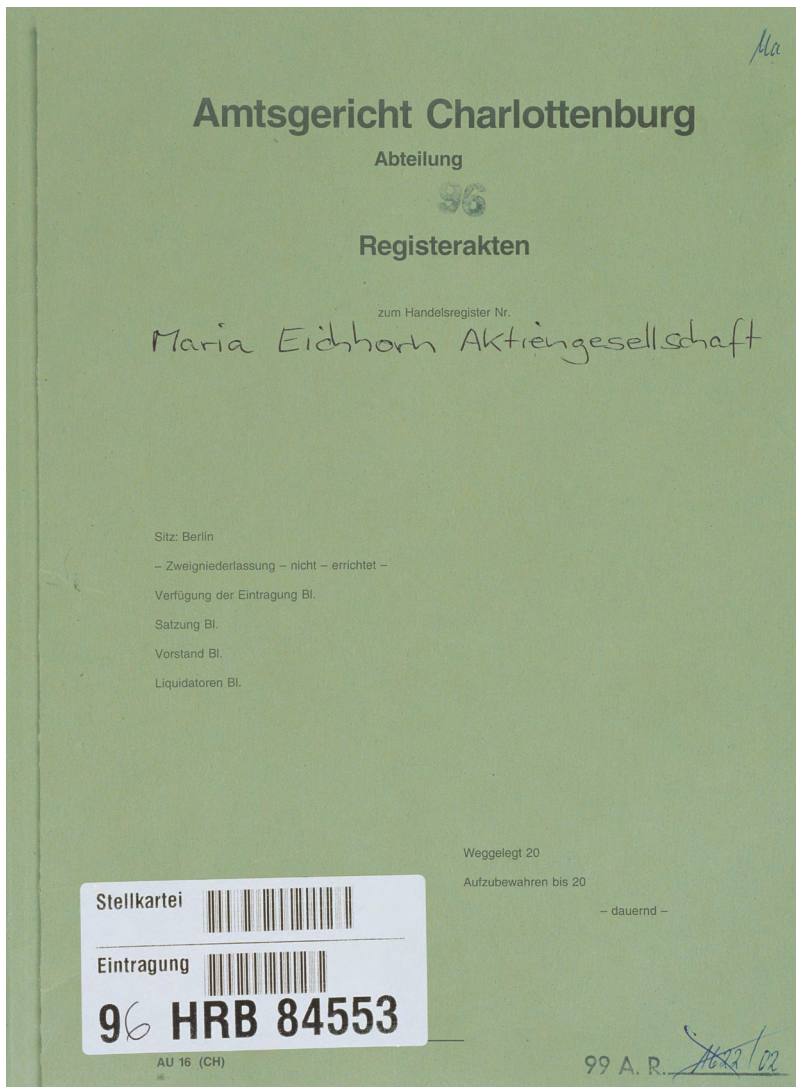 Ma
Amtsgericht Charlottenburg
Abteilung
96
Registerakten
zum Handelsregister Nr.
Maria Eichhorn Aktiengesellschaft
Sitz: Berlin
– Zweigniederlassung – nicht – errichtet –
Verfügung der Eintragung Bl.
Satzung Bl.
Vorstand Bl.
Liquidatoren Bl.
Weggelegt 20
Aufzubewahren bis 20
– dauernd –
Stellkartei
Eintragung
96 HRB 84553
AU 16 (CH)
99 A. R. /02